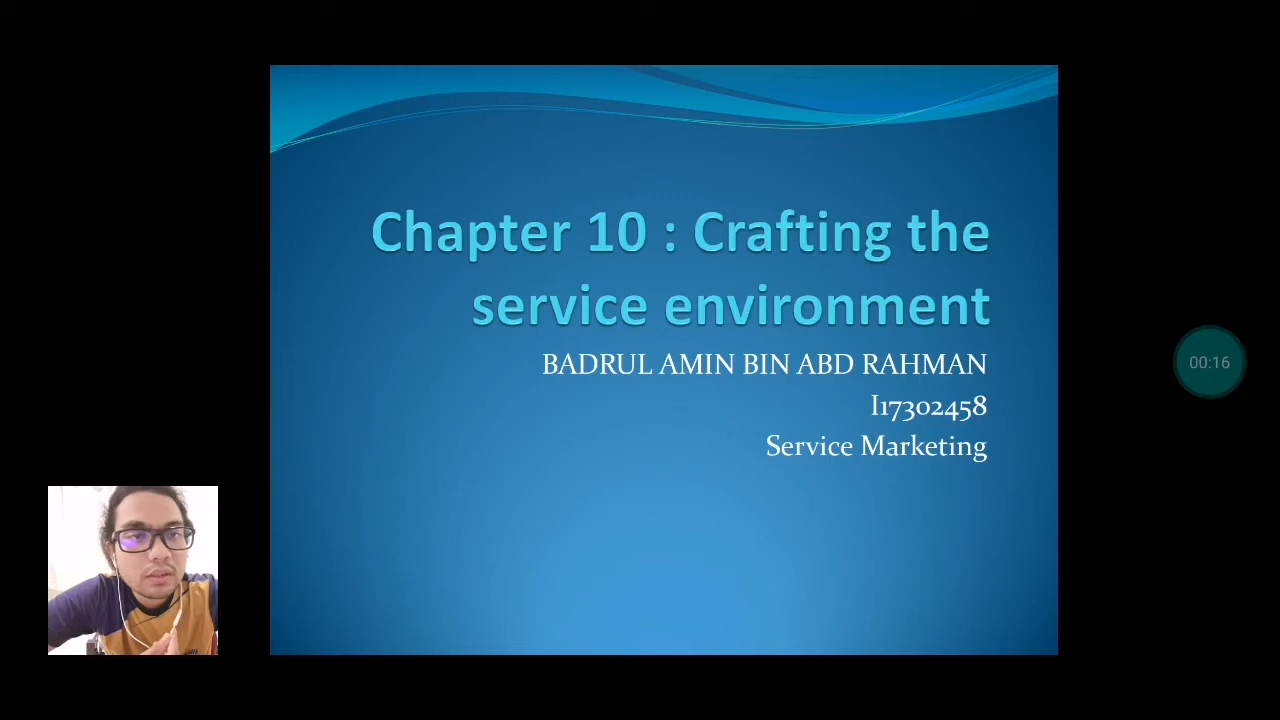 Chapter 10 : Crafting the
service environment
BADRUL AMIN BIN ABD RAHMAN
I17302458
Service Marketing
00:16